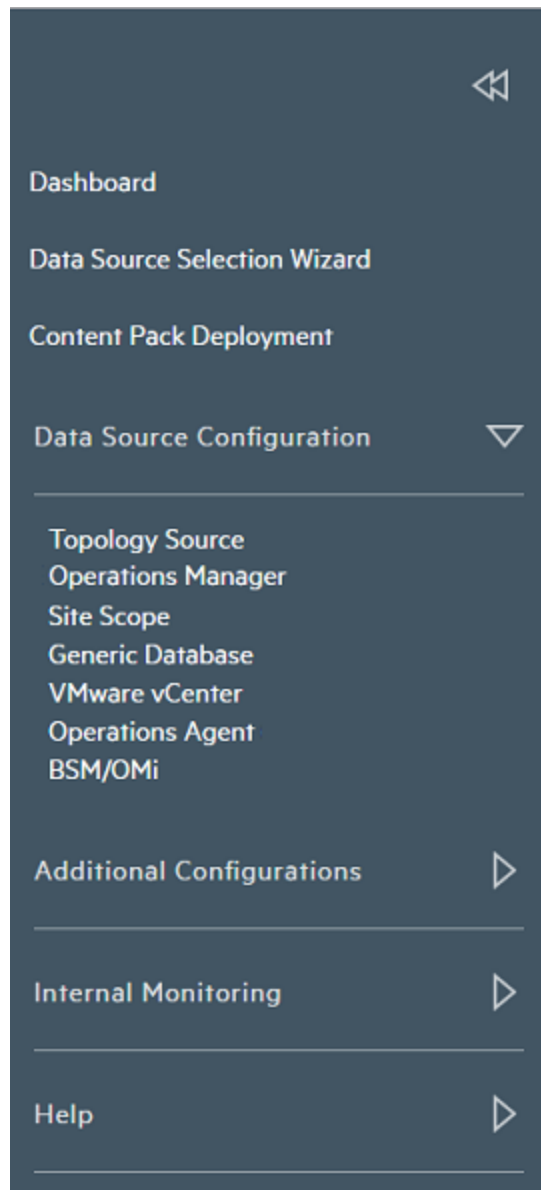 Dashboard
Data Source Selection Wizard
Content Pack Deployment
Data Source Configuration
Topology Source
Operations Manager
Site Scope
Generic Database
VMware vCenter
Operations Agent
BSM/OMi
Additional Configurations
Internal Monitoring
Help